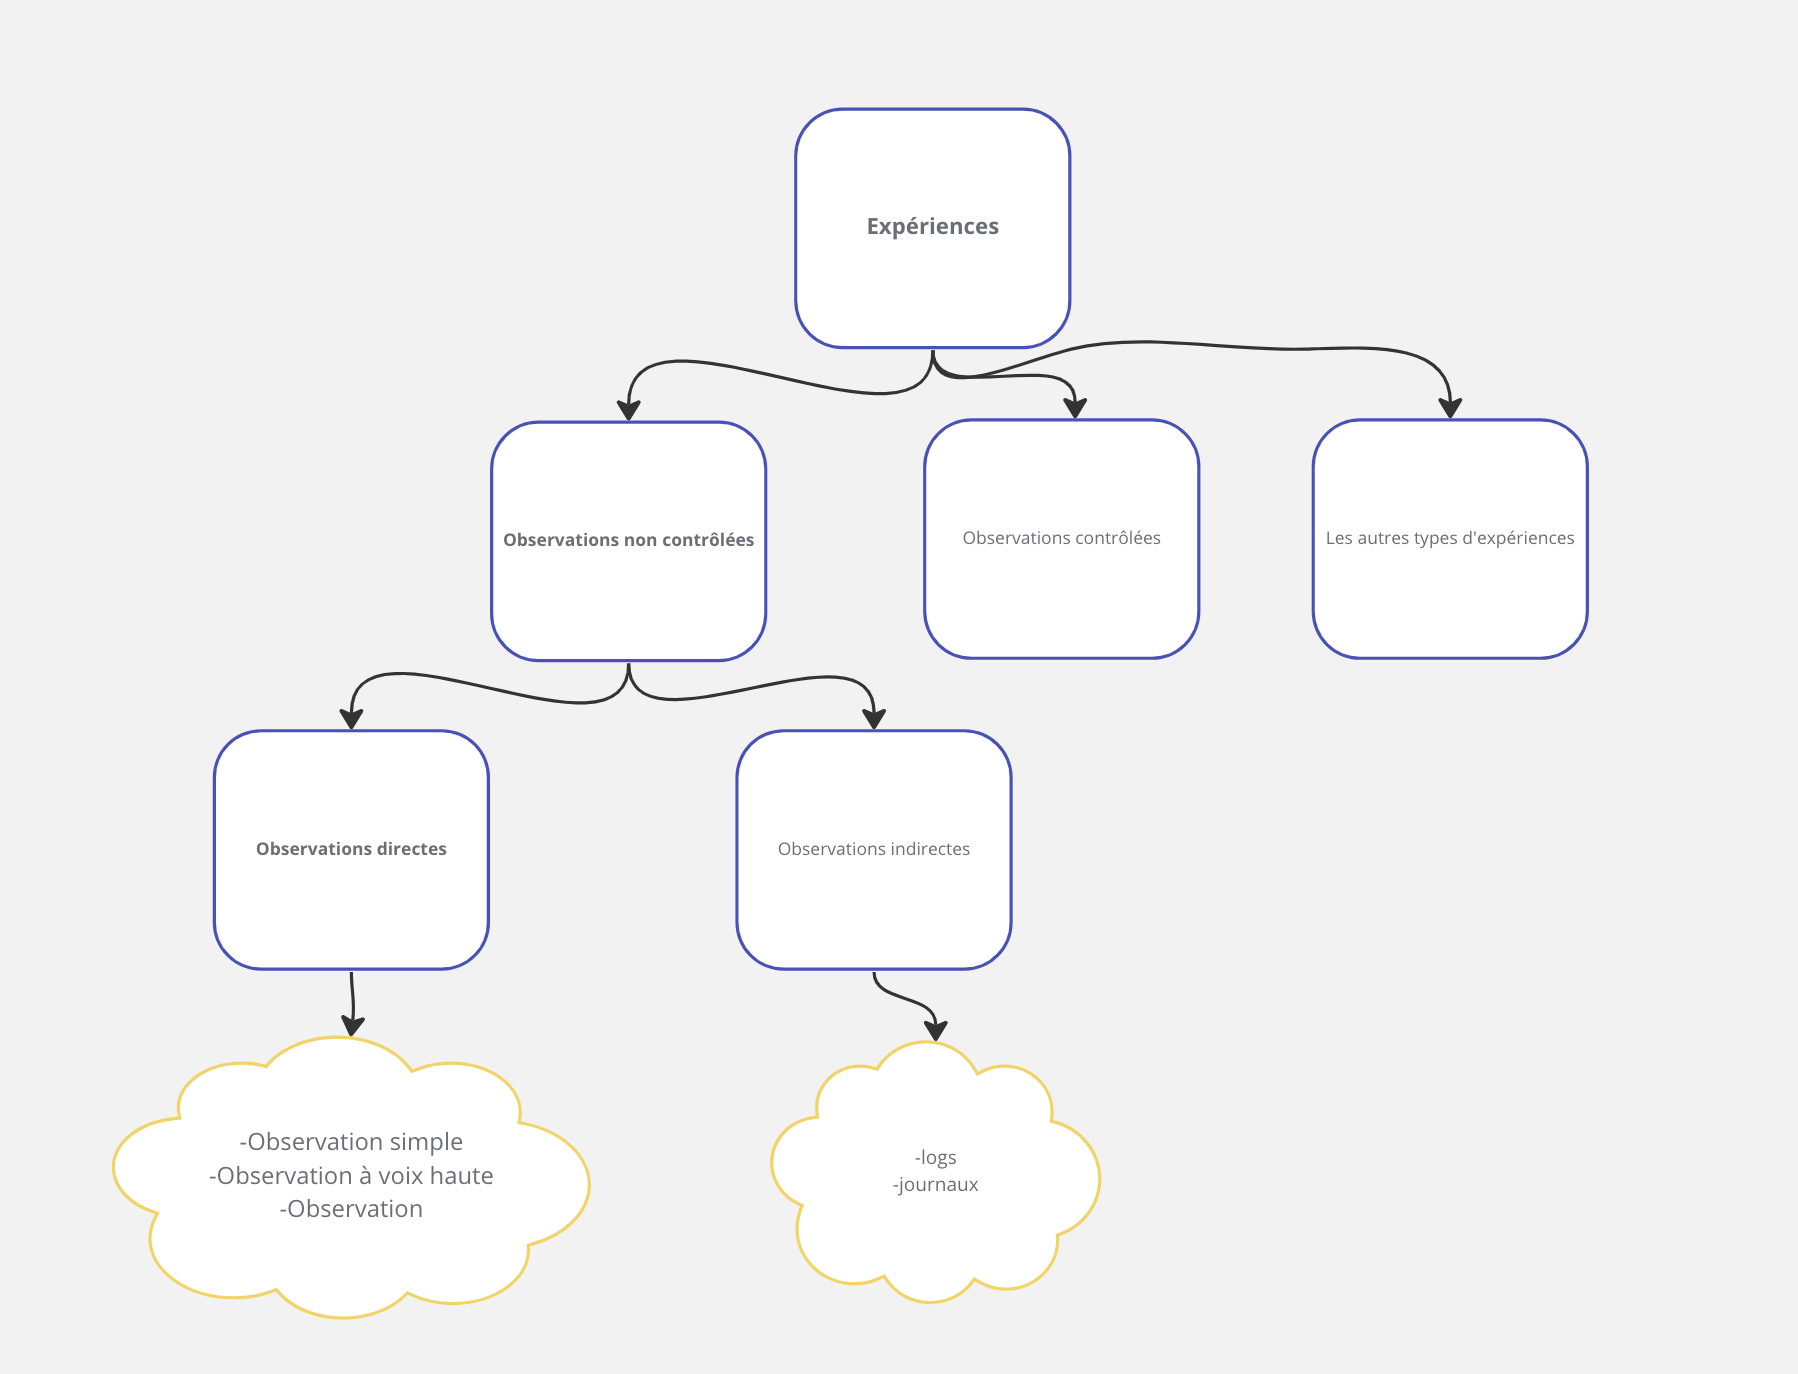 Expériences
Observations non contrôlées
Observations contrôlées
Les autres types d'expériences
Observations directes
Observations indirectes
-Observation simple
-Observation à voix haute
-Observation
-logs
-journaux